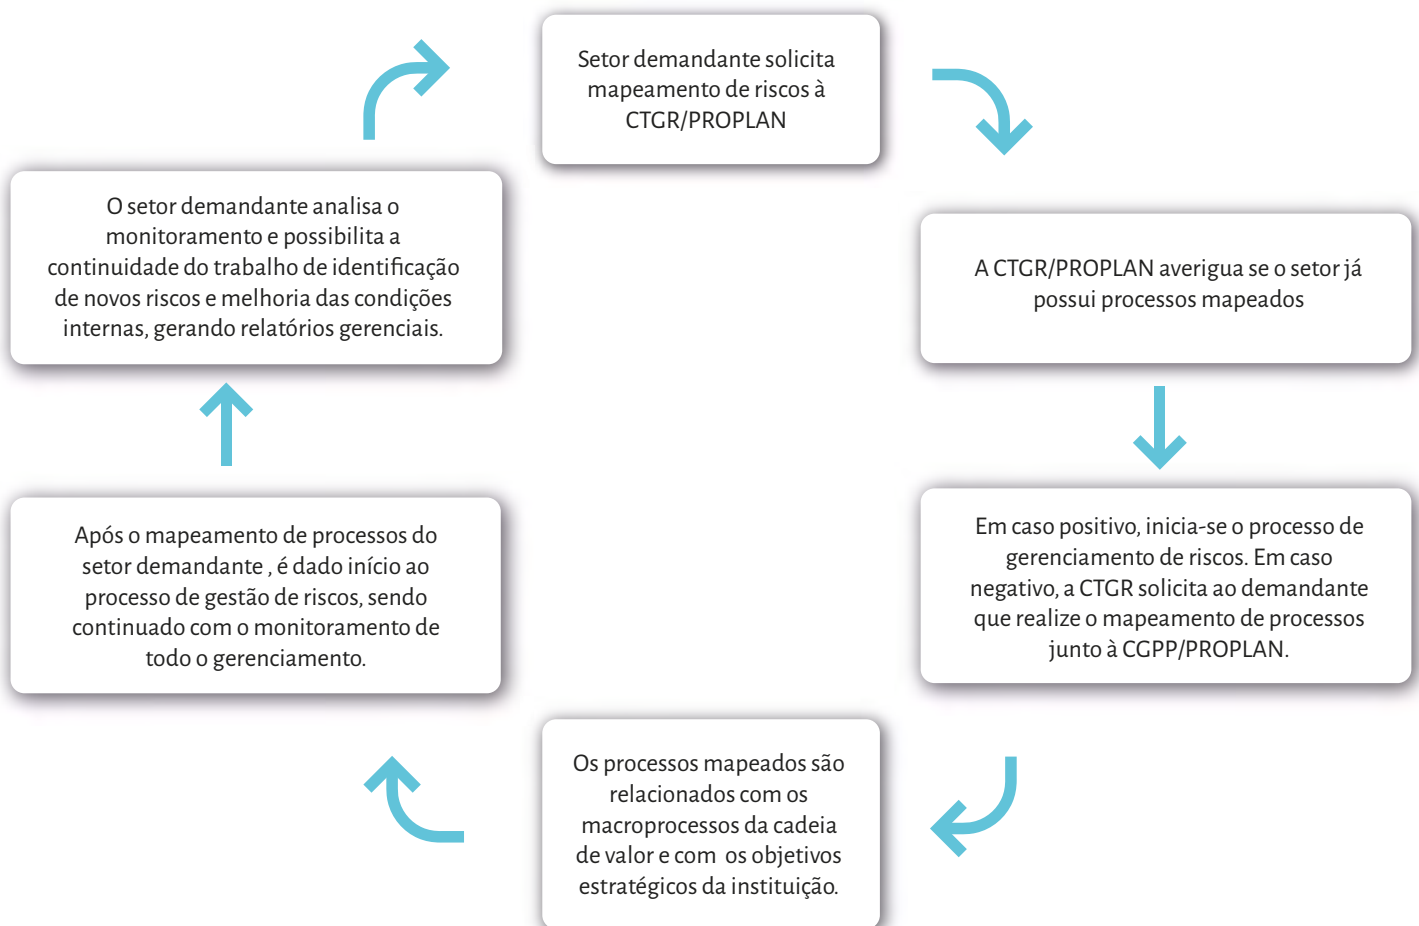 Setor demandante solicita
mapeamento de riscos à
CTGR/PROPLAN
A CTGR/PROPLAN averigua se o setor já
possui processos mapeados
Em caso positivo, inicia-se o processo de
gerenciamento de riscos. Em caso
negativo, a CTGR solicita ao demandante
que realize o mapeamento de processos
junto à CGPP/PROPLAN.
Os processos mapeados são
relacionados com os
macroprocessos da cadeia
de valor e com  os objetivos
estratégicos da instituição.
Após o mapeamento de processos do
setor demandante , é dado início ao
processo de gestão de riscos, sendo
continuado com o monitoramento de
todo o gerenciamento.
O setor demandante analisa o
monitoramento e possibilita a
continuidade do trabalho de identificação
de novos riscos e melhoria das condições
internas, gerando relatórios gerenciais.